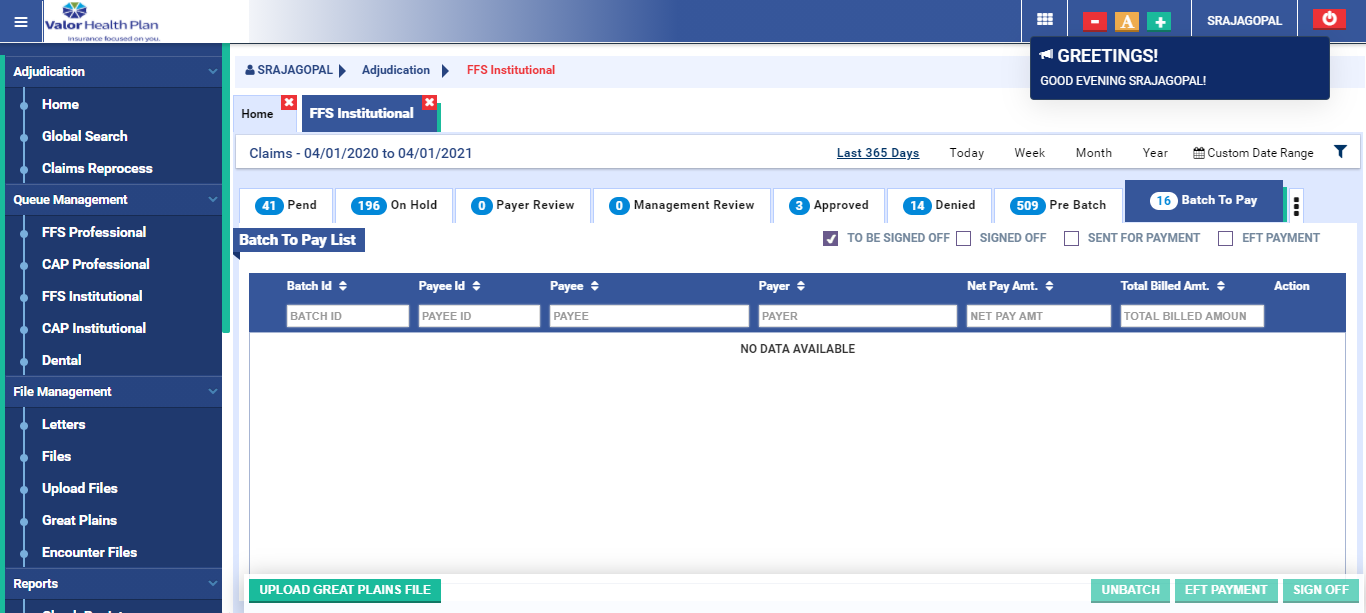 Valor Health Plan
Insurance focused on you.
A
SRAJAGOPAL
GREETINGS!
GOOD EVENING SRAJAGOPAL!
Adjudication
Home
Global Search
Claims Reprocess
Queue Management
FFS Professional
CAP Professional
FFS Institutional
CAP Institutional
Dental
File Management
Letters
Files
Upload Files
Great Plains
Encounter Files
Reports
SRAJAGOPAL Adjudication FFS Institutional
Home FFS Institutional
Claims - 04/01/2020 to 04/01/2021 Last 365 Days Today Week Month Year Custom Date Range
41 Pend 196 On Hold 0 Payer Review 0 Management Review 3 Approved 14 Denied 509 Pre Batch 16 Batch To Pay
Batch To Pay List TO BE SIGNED OFF SIGNED OFF SENT FOR PAYMENT EFT PAYMENT
Batch Id Payee Id Payee Payer Net Pay Amt. Total Billed Amt. Action
BATCH ID PAYEE ID PAYEE PAYER NET PAY AMT TOTAL BILLED AMOUN
NO DATA AVAILABLE
UPLOAD GREAT PLAINS FILE UNBATCH EFT PAYMENT SIGN OFF